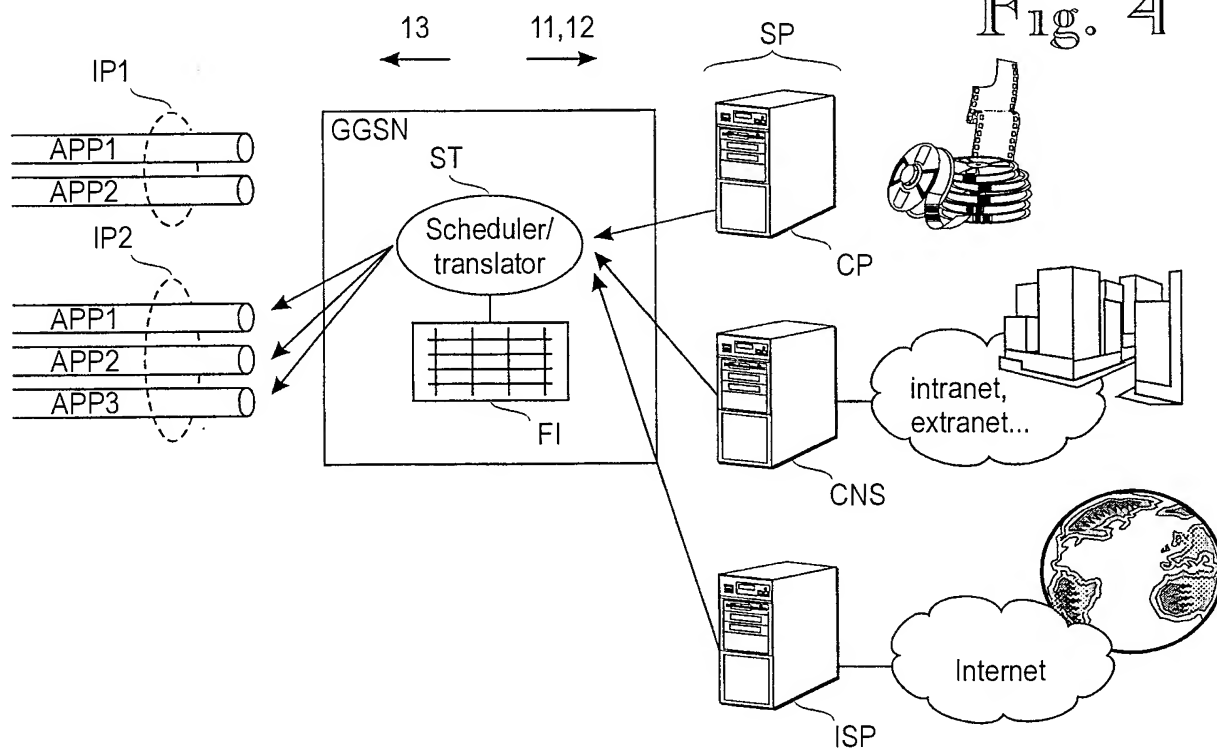 Fig. 4
13
11,12
SP
IP1
GGSN
APP1
ST
APP2
Scheduler/
translator
CP
IP2
APP1
APP2
APP3
FI
intranet,
extranet...
CNS
Internet
ISP